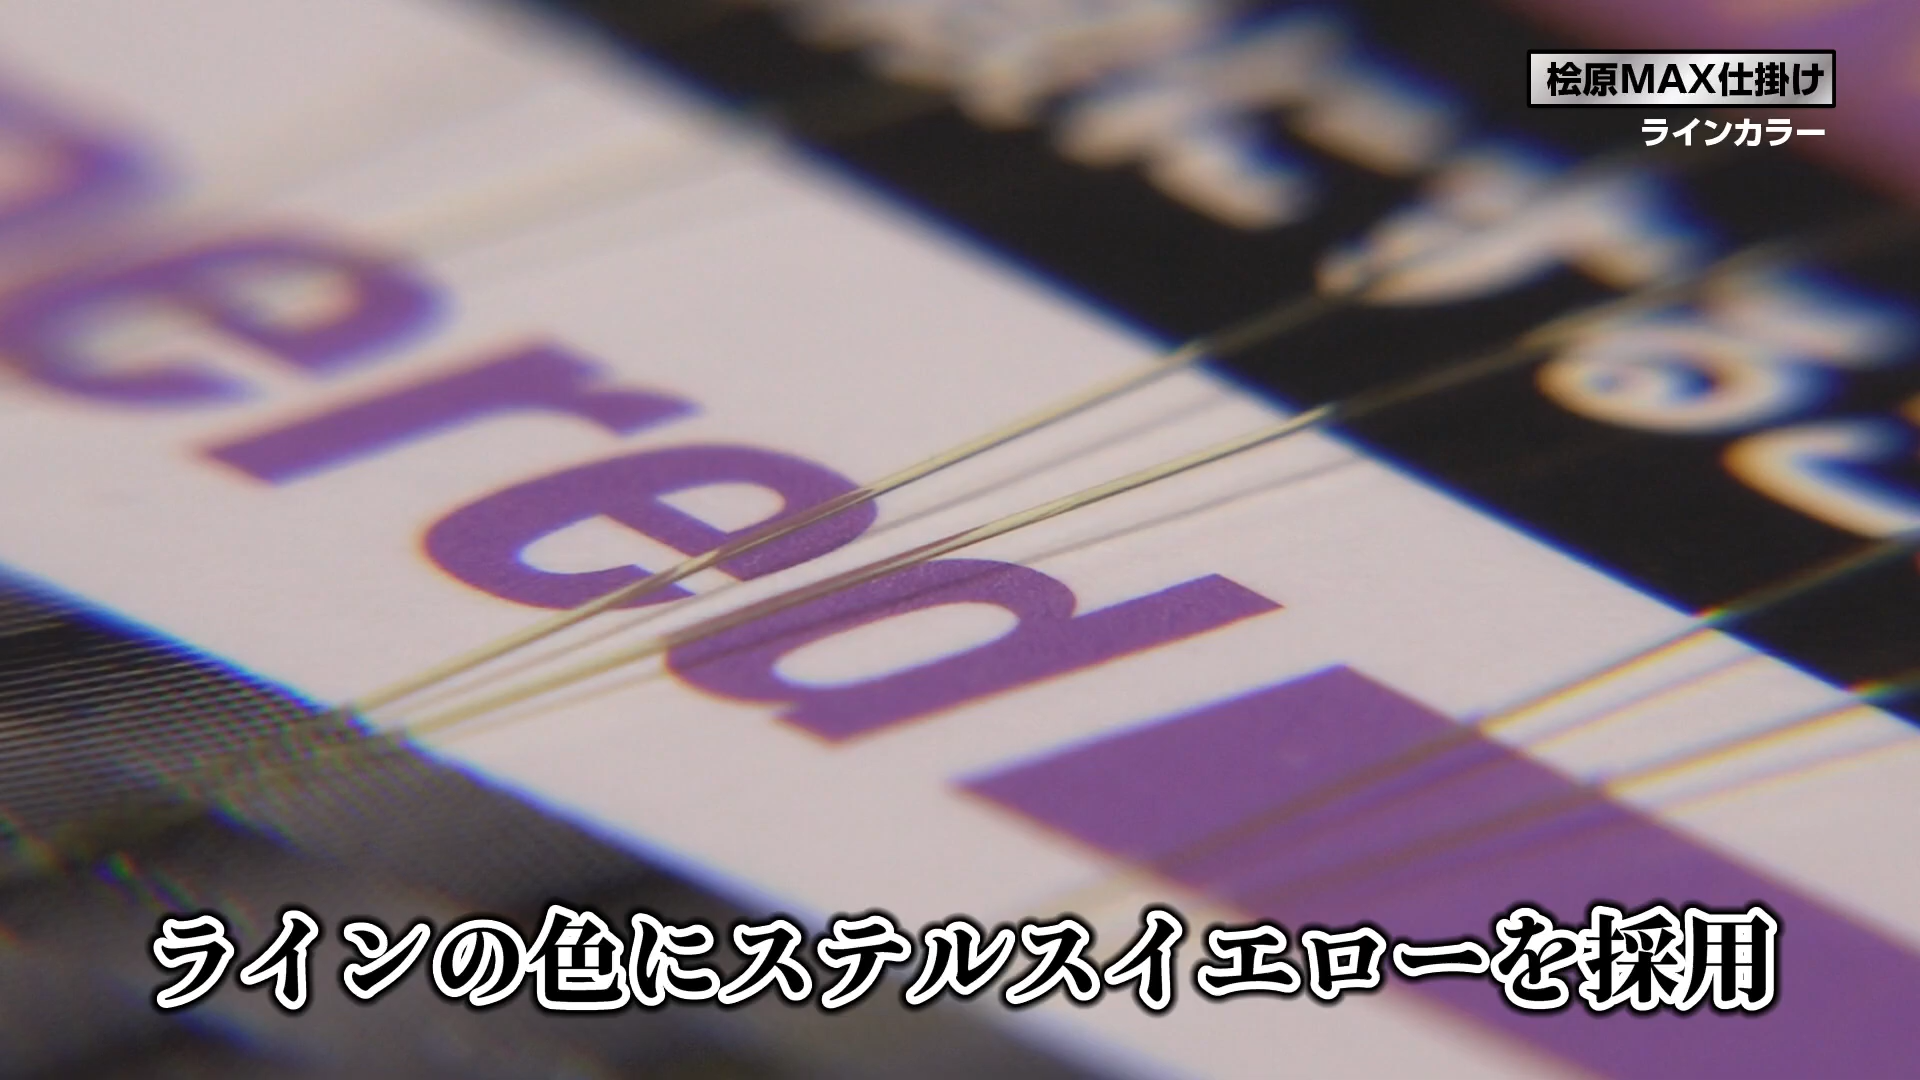 桧原MAX仕掛け
ラインカラー
ered
ラインの色にステルスイエローを採用